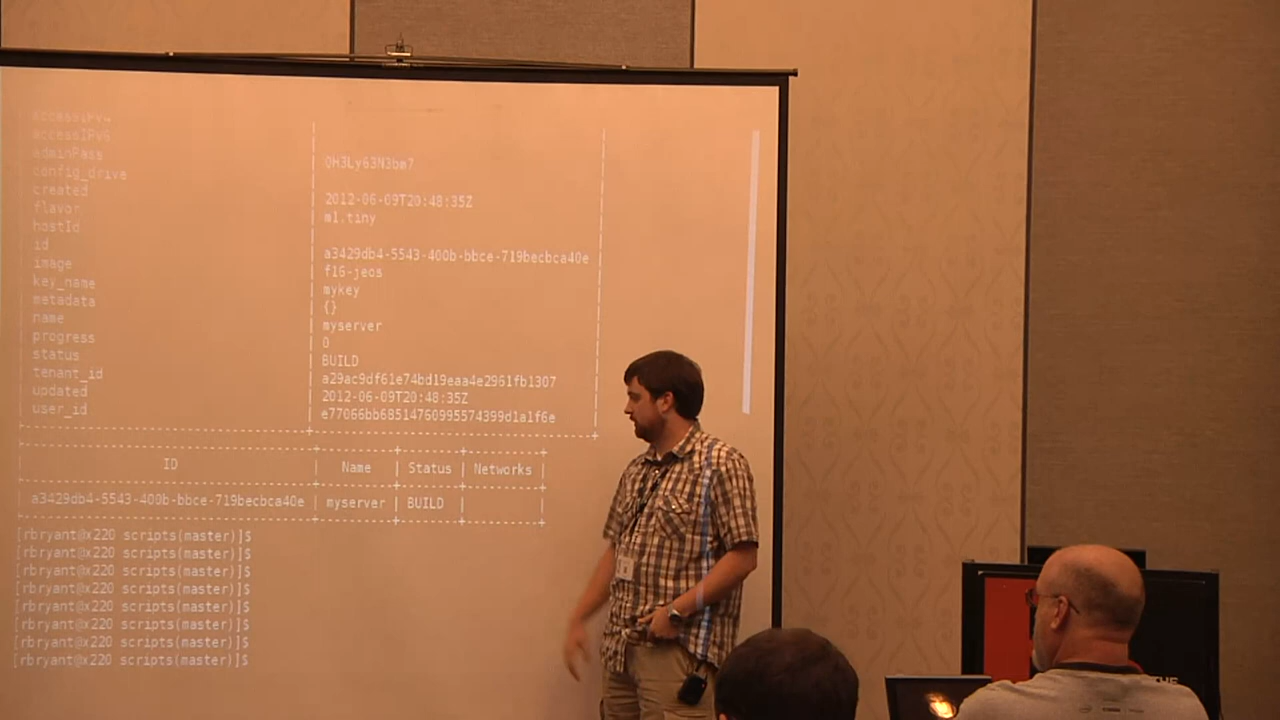 accessIPv4
accessIPv6
adminPass | QH3Ly63N3bm7
config_drive
created | 2012-06-09T20:48:35Z
flavor | m1.tiny
hostId
id | a3429db4-5543-400b-bbce-719becbca40e
image | f16-jeos
key_name | mykey
metadata | {}
name | myserver
progress | 0
status | BUILD
tenant_id | a29ac9df61e74bd19eaa4e2961fb1307
updated | 2012-06-09T20:48:35Z
user_id | e77066bb68514760995574399d1a1f6e
ID | Name | Status | Networks |
a3429db4-5543-400b-bbce-719becbca40e | myserver | BUILD | |
[rbryant@x220 scripts(master)]$
[rbryant@x220 scripts(master)]$
[rbryant@x220 scripts(master)]$
[rbryant@x220 scripts(master)]$
[rbryant@x220 scripts(master)]$
[rbryant@x220 scripts(master)]$
[rbryant@x220 scripts(master)]$
[rbryant@x220 scripts(master)]$
THE